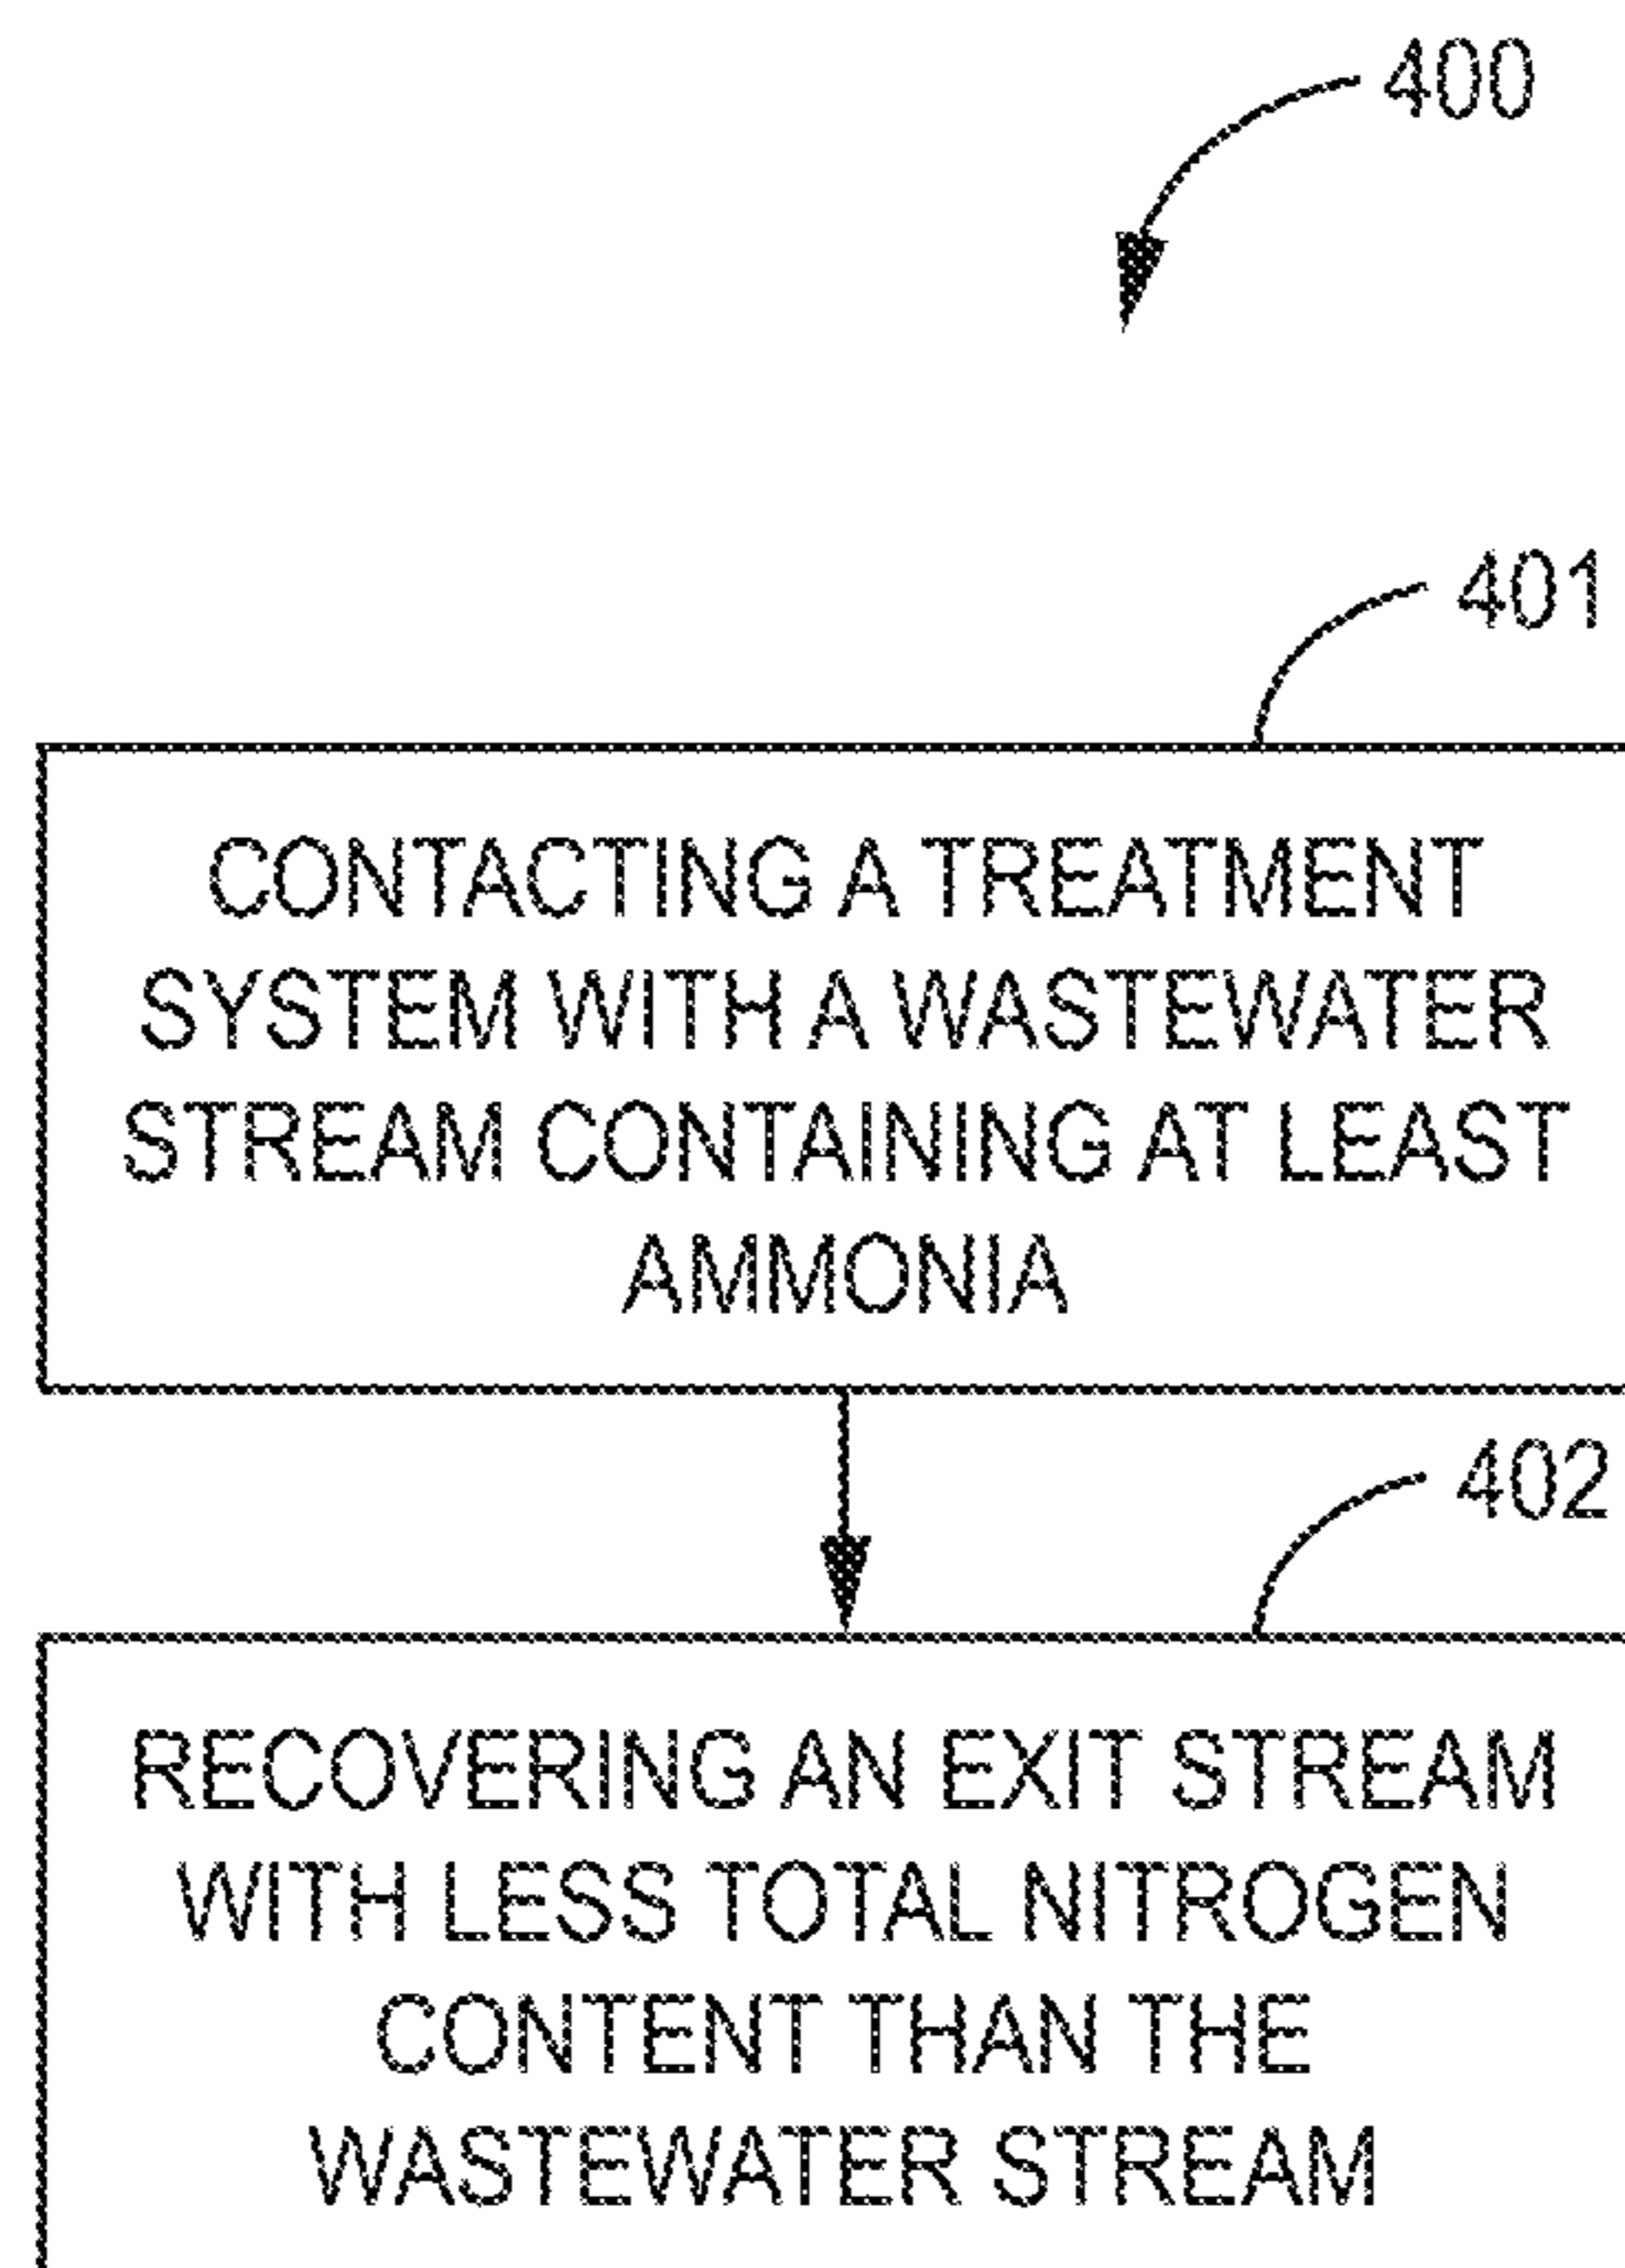 400
401
CONTACTING A TREATMENT
SYSTEM WITH A WASTEWATER
STREAM CONTAINING AT LEAST
AMMONIA
402
RECOVERING AN EXIT STREAM
WITH LESS TOTAL NITROGEN
CONTENT THAN THE
WASTEWATER STREAM